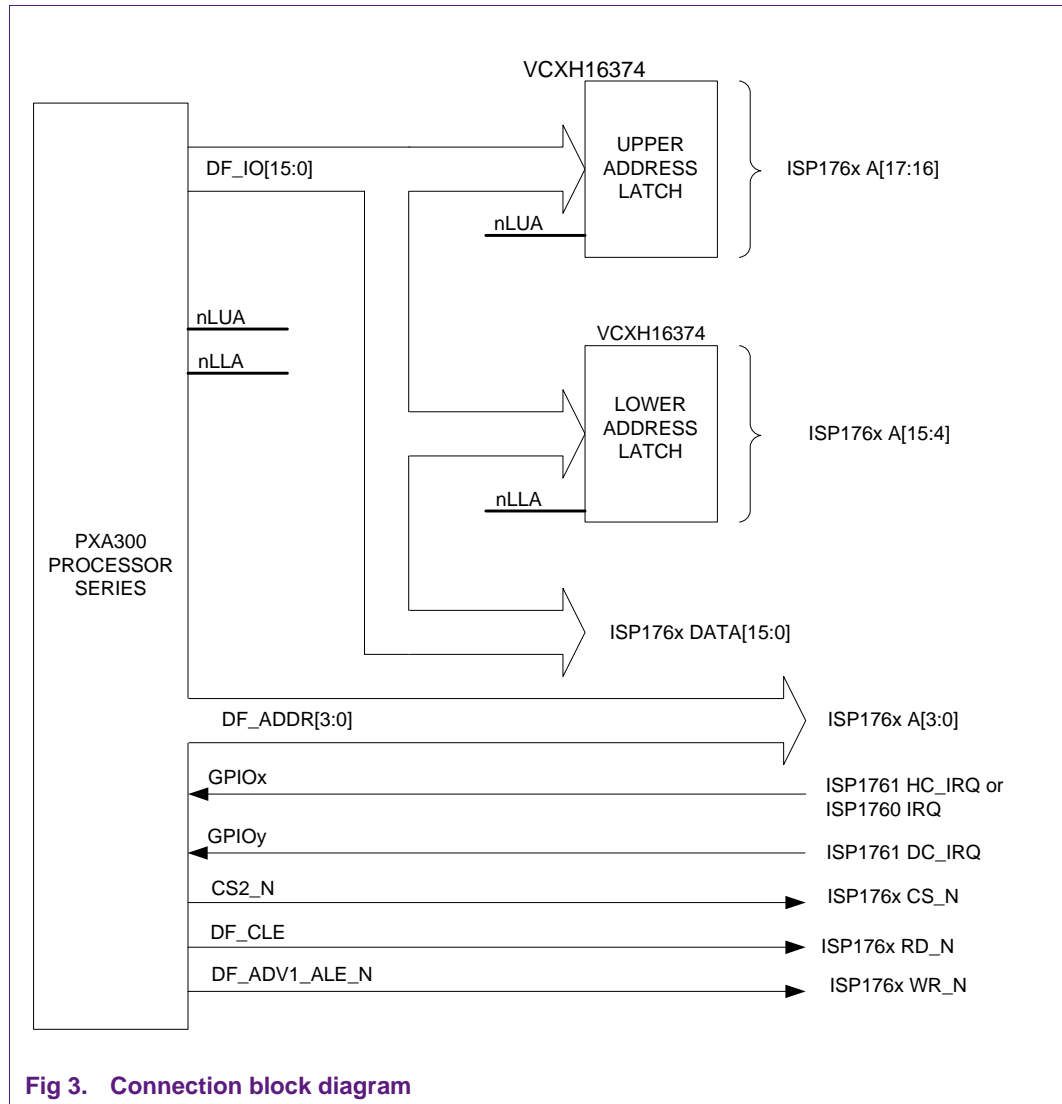 VCXH16374
UPPER
ADDRESS
LATCH
DF_IO[15:0]
ISP176x A[17:16]
nLUA
nLUA
nLLA
VCXH16374
LOWER
ADDRESS
LATCH
ISP176x A[15:4]
nLLA
PXA300
PROCESSOR
SERIES
ISP176x DATA[15:0]
DF_ADDR[3:0]
ISP176x A[3:0]
GPIOx
ISP1761 HC_IRQ or
ISP1760 IRQ
GPIOy
ISP1761 DC_IRQ
CS2_N
ISP176x CS_N
DF_CLE
ISP176x RD_N
DF_ADV1_ALE_N
ISP176x WR_N
Fig 3. Connection block diagram